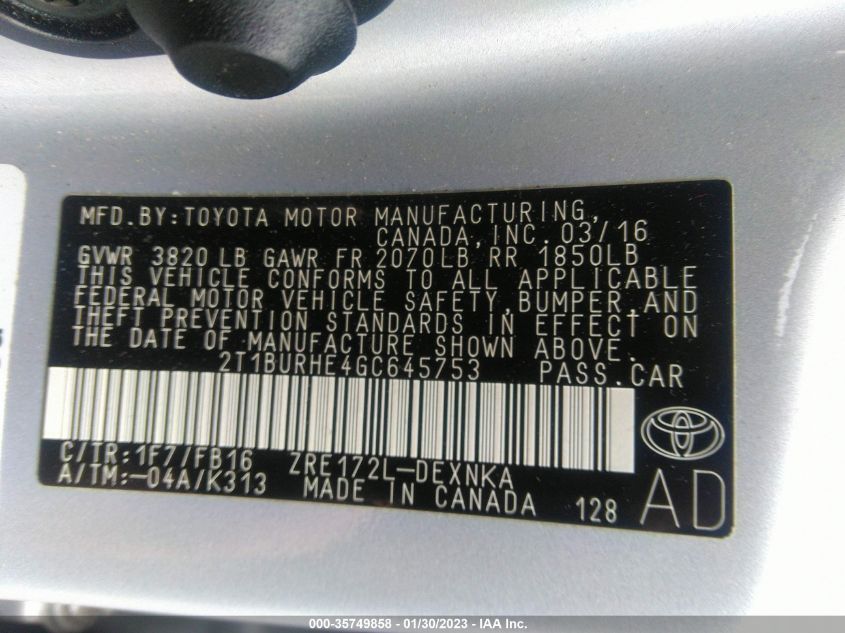 MFD.BY:TOYOTA MOTOR MANUFACTURING,
CANADA,INC. 03/16
GVWR 3820 LB GAWR FR 2070LB RR 1850LB
THIS VEHICLE CONFORMS TO ALL APPLICABLE
FEDERAL MOTOR VEHICLE SAFETY,BUMPER,AND
THEFT PREVENTION STANDARDS IN EFFECT ON
THE DATE OF MANUFACTURE SHOWN ABOVE.
2T1BURHE4GC645753 PASS.CAR
C/TR:1F7/FB16 ZRE172L-DEXNKA
A/TM:-04A/K313 MADE IN CANADA 128 AD
000-35749858 - 01/30/2023 - IAA Inc.